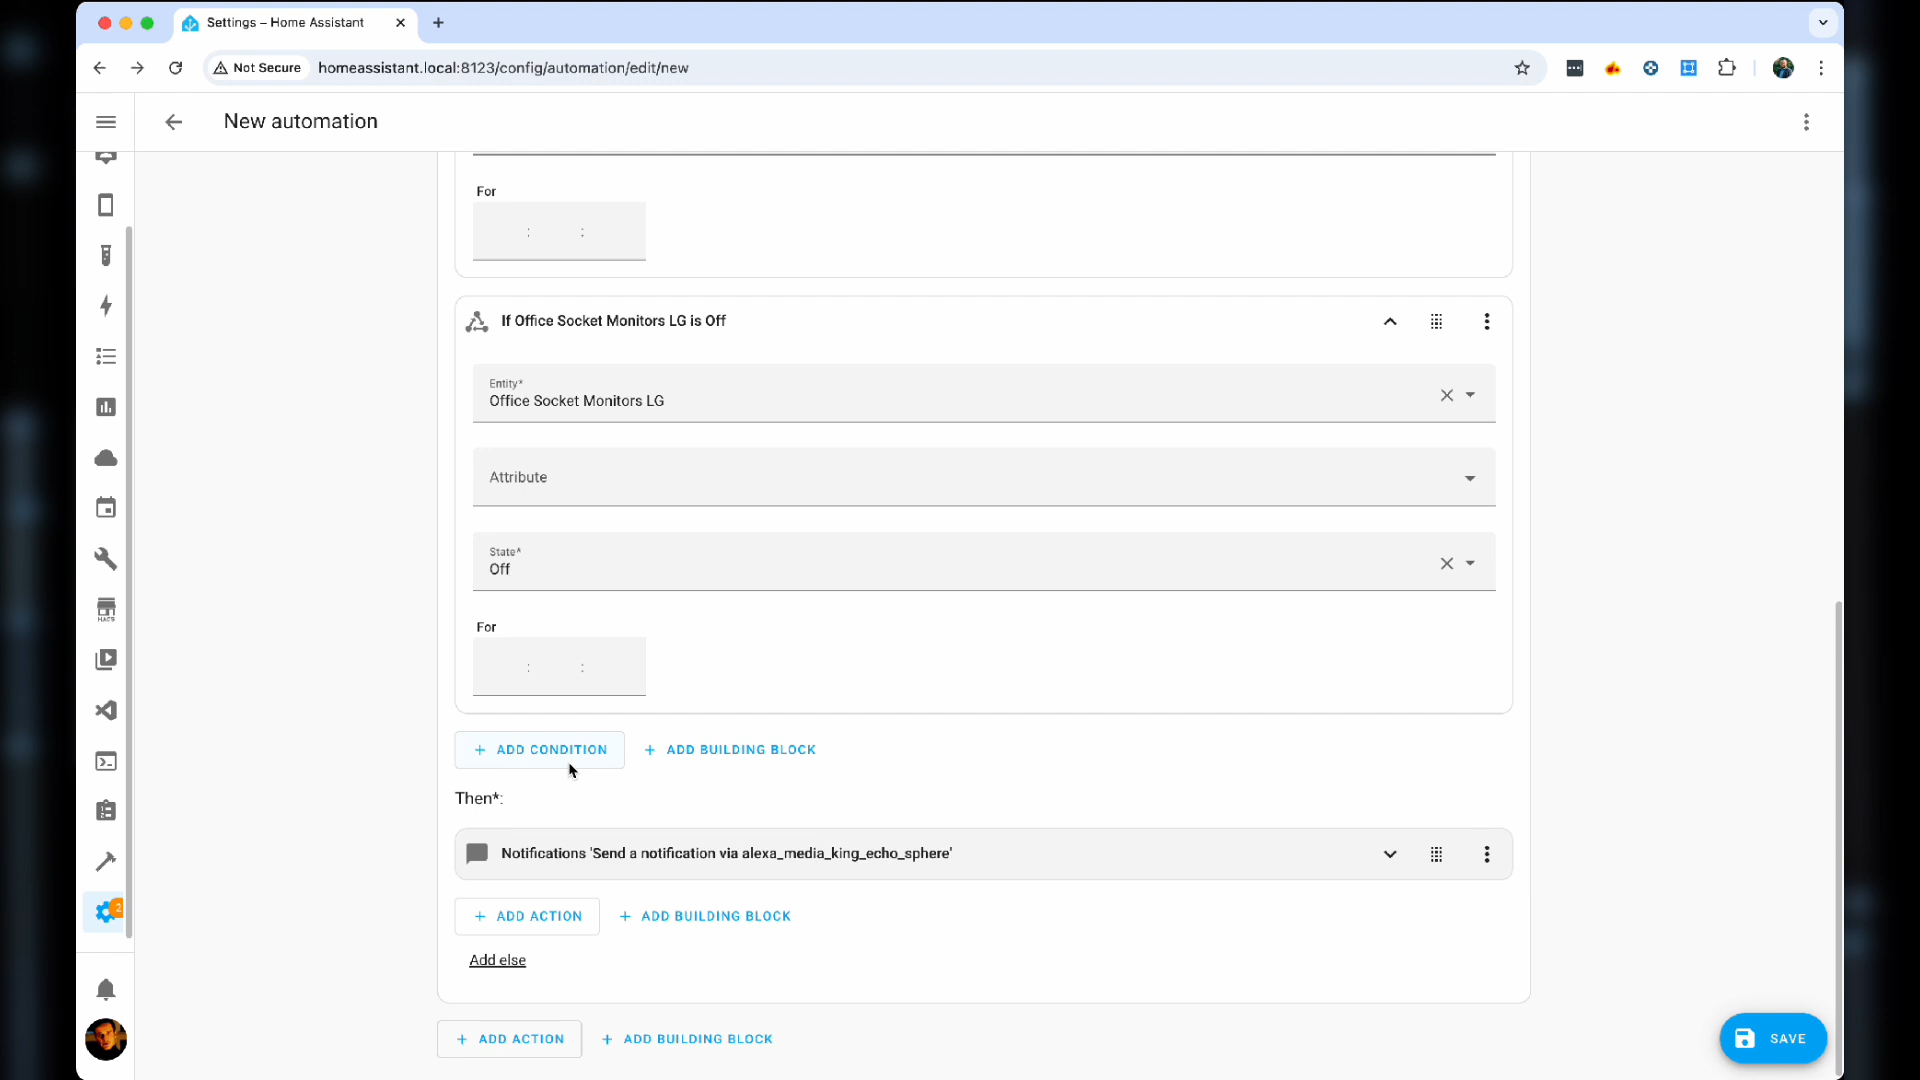 Settings – Home Assistant
Not Secure
homeassistant.local:8123/config/automation/edit/new
New automation
For
: :
If Office Socket Monitors LG is Off
Entity*
Office Socket Monitors LG
Attribute
State*
Off
For
: :
HACS
+ ADD CONDITION + ADD BUILDING BLOCK
Then*:
Notifications 'Send a notification via alexa_media_king_echo_sphere'
2
+ ADD ACTION + ADD BUILDING BLOCK
Add else
+ ADD ACTION + ADD BUILDING BLOCK
SAVE